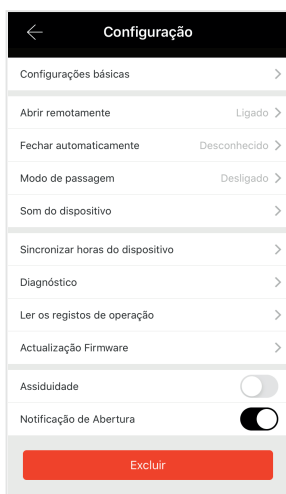 Configuração
Configurações básicas
Abrir remotamente Ligado
Fechar automaticamente Desconhecido
Modo de passagem Desligado
Som do dispositivo
Sincronizar horas do dispositivo
Diagnóstico
Ler os registos de operação
Actualização Firmware
Assiduidade
Notificação de Abertura
Excluir